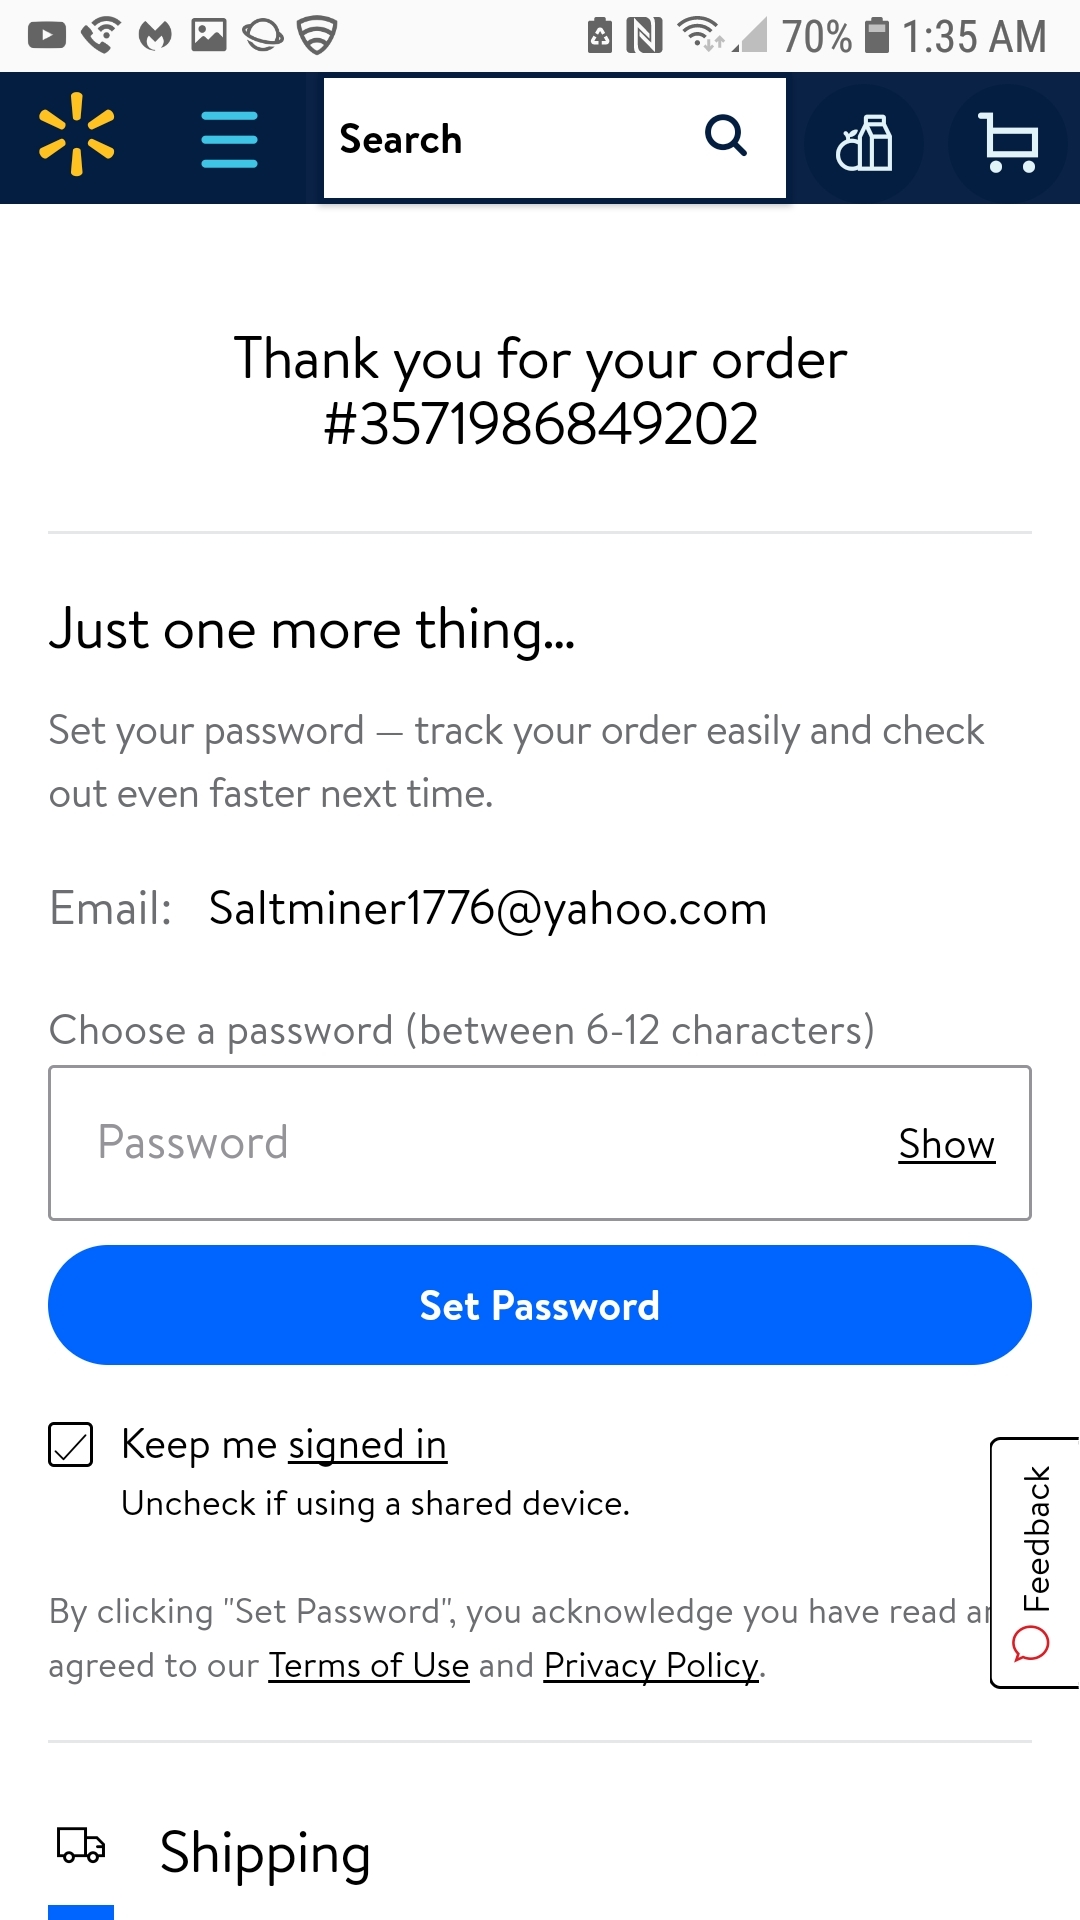 70% 1:35 AM
Search
Thank you for your order
#3571986849202
Just one more thing...
Set your password — track your order easily and check
out even faster next time.
Email: Saltminer1776@yahoo.com
Choose a password (between 6-12 characters)
Password Show
Set Password
Keep me signed in
Uncheck if using a shared device.
Feedback
By clicking "Set Password", you acknowledge you have read
agreed to our Terms of Use and Privacy Policy.
Shipping